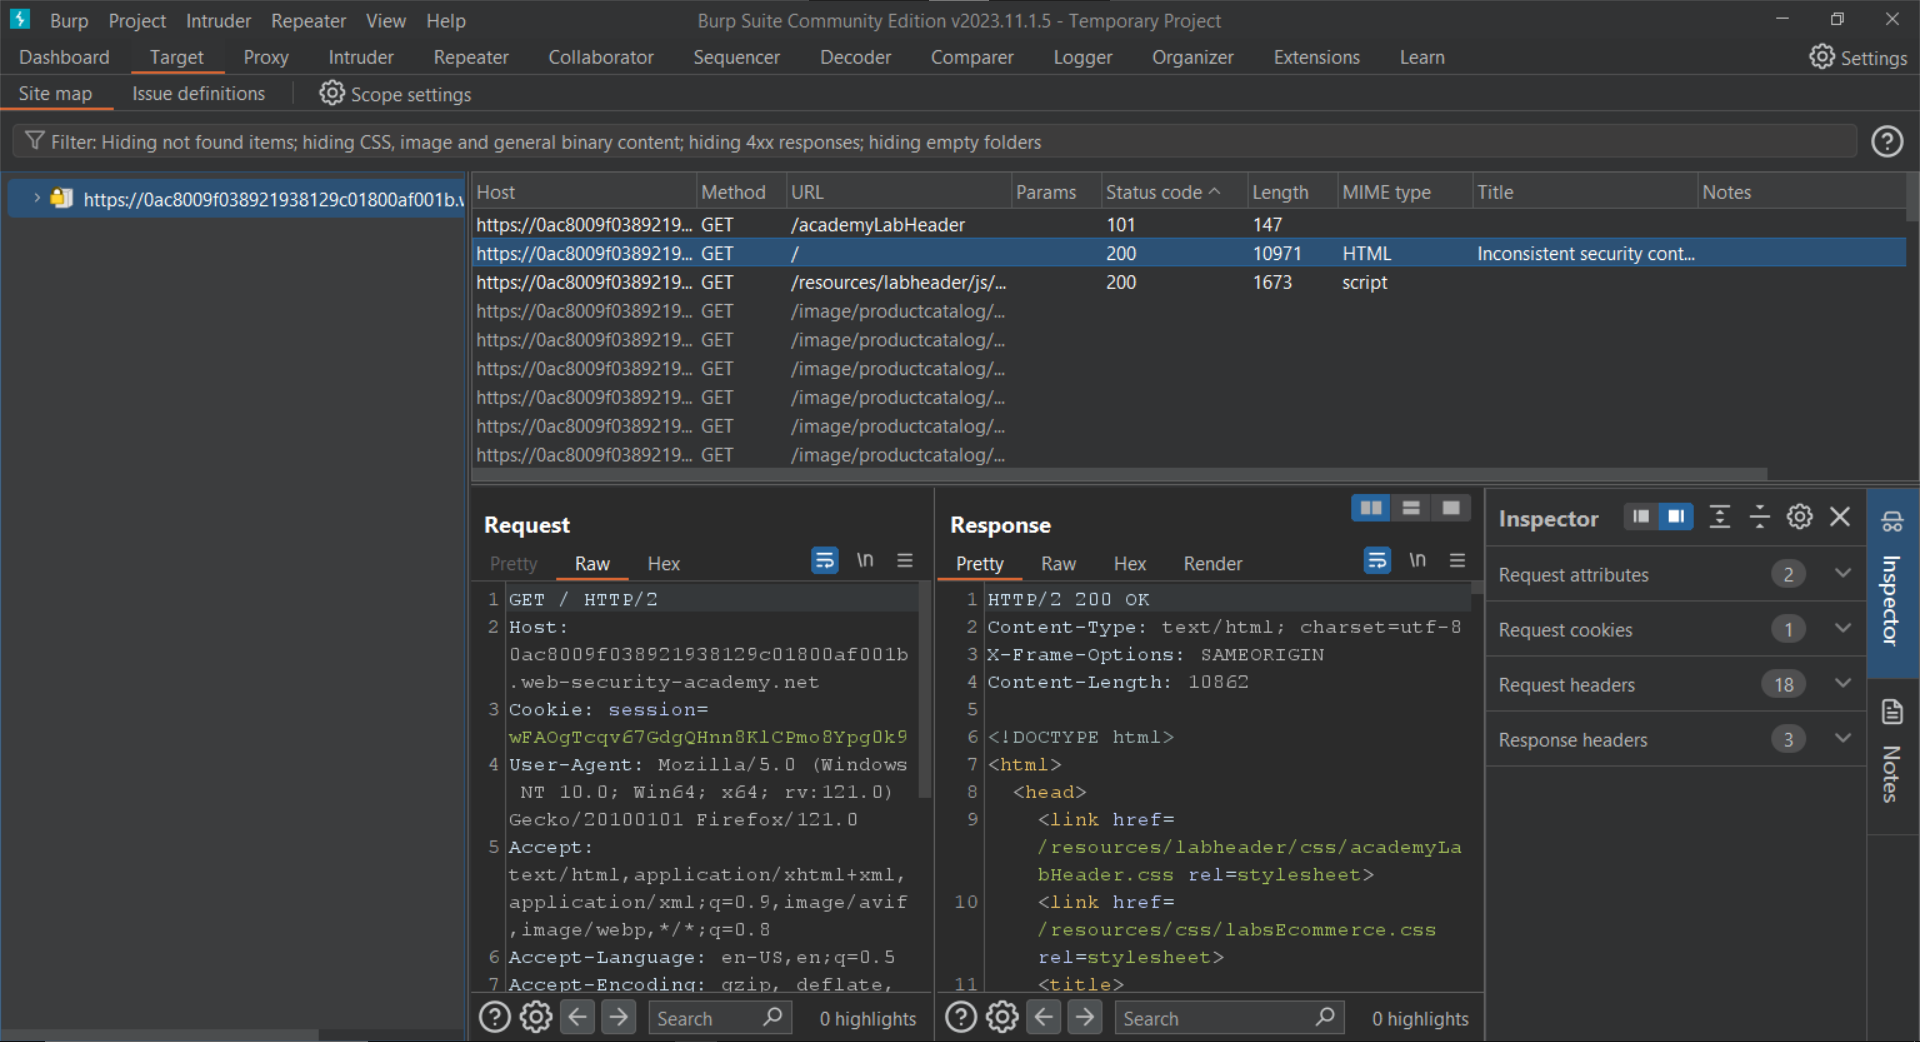 Burp Project Intruder Repeater View Help Burp Suite Community Edition v2023.11.1.5 - Temporary Project
Dashboard Target Proxy Intruder Repeater Collaborator Sequencer Decoder Comparer Logger Organizer Extensions Learn Settings
Site map Issue definitions Scope settings
Filter: Hiding not found items; hiding CSS, image and general binary content; hiding 4xx responses; hiding empty folders
https://0ac8009f038921938129c01800af001b.w
Host Method URL Params Status code Length MIME type Title Notes
https://0ac8009f0389219... GET /academyLabHeader 101 147
https://0ac8009f0389219... GET / 200 10971 HTML Inconsistent security cont...
https://0ac8009f0389219... GET /resources/labheader/js/... 200 1673 script
https://0ac8009f0389219... GET /image/productcatalog/...
https://0ac8009f0389219... GET /image/productcatalog/...
https://0ac8009f0389219... GET /image/productcatalog/...
https://0ac8009f0389219... GET /image/productcatalog/...
https://0ac8009f0389219... GET /image/productcatalog/...
https://0ac8009f0389219... GET /image/productcatalog/...
Request
Pretty Raw Hex \n
1 GET / HTTP/2
2 Host:
0ac8009f038921938129c01800af001b
.web-security-academy.net
3 Cookie: session=
wFAOgTcqv67GdgQHnn8KlCPmo8Ypg0k9
4 User-Agent: Mozilla/5.0 (Windows
NT 10.0; Win64; x64; rv:121.0)
Gecko/20100101 Firefox/121.0
5 Accept:
text/html,application/xhtml+xml,
application/xml;q=0.9,image/avif
,image/webp,*/*;q=0.8
6 Accept-Language: en-US,en;q=0.5
7 Accept-Encoding: gzip, deflate,
Search 0 highlights
Response
Pretty Raw Hex Render \n
1 HTTP/2 200 OK
2 Content-Type: text/html; charset=utf-8
3 X-Frame-Options: SAMEORIGIN
4 Content-Length: 10862
5
6 <!DOCTYPE html>
7 <html>
8 <head>
9 <link href=
/resources/labheader/css/academyLa
bHeader.css rel=stylesheet>
10 <link href=
/resources/css/labsEcommerce.css
rel=stylesheet>
11 <title>
Search 0 highlights
Inspector
Request attributes 2
Request cookies 1
Request headers 18
Response headers 3
Inspector
Notes